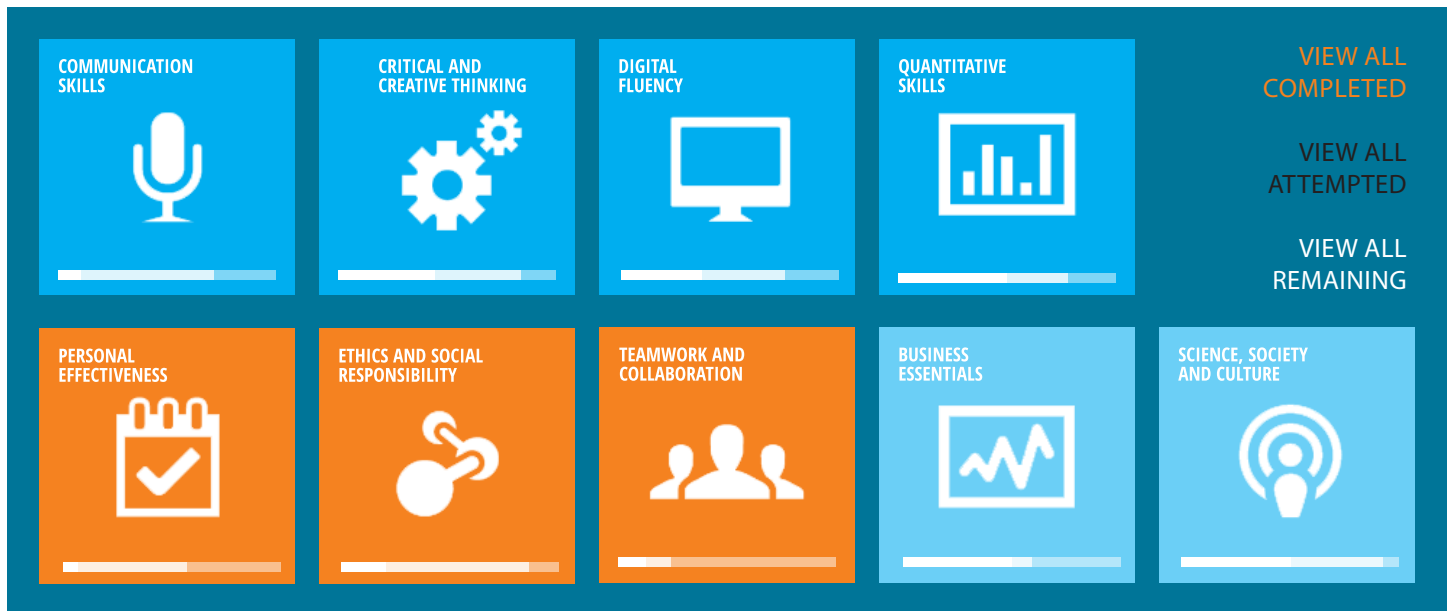 COMMUNICATION
SKILLS
CRITICAL AND
CREATIVE THINKING
DIGITAL
FLUENCY
QUANTITATIVE
SKILLS
VIEW ALL
COMPLETED
VIEW ALL
ATTEMPTED
VIEW ALL
REMAINING
PERSONAL
EFFECTIVENESS
ETHICS AND SOCIAL
RESPONSIBILITY
TEAMWORK AND
COLLABORATION
BUSINESS
ESSENTIALS
SCIENCE, SOCIETY
AND CULTURE